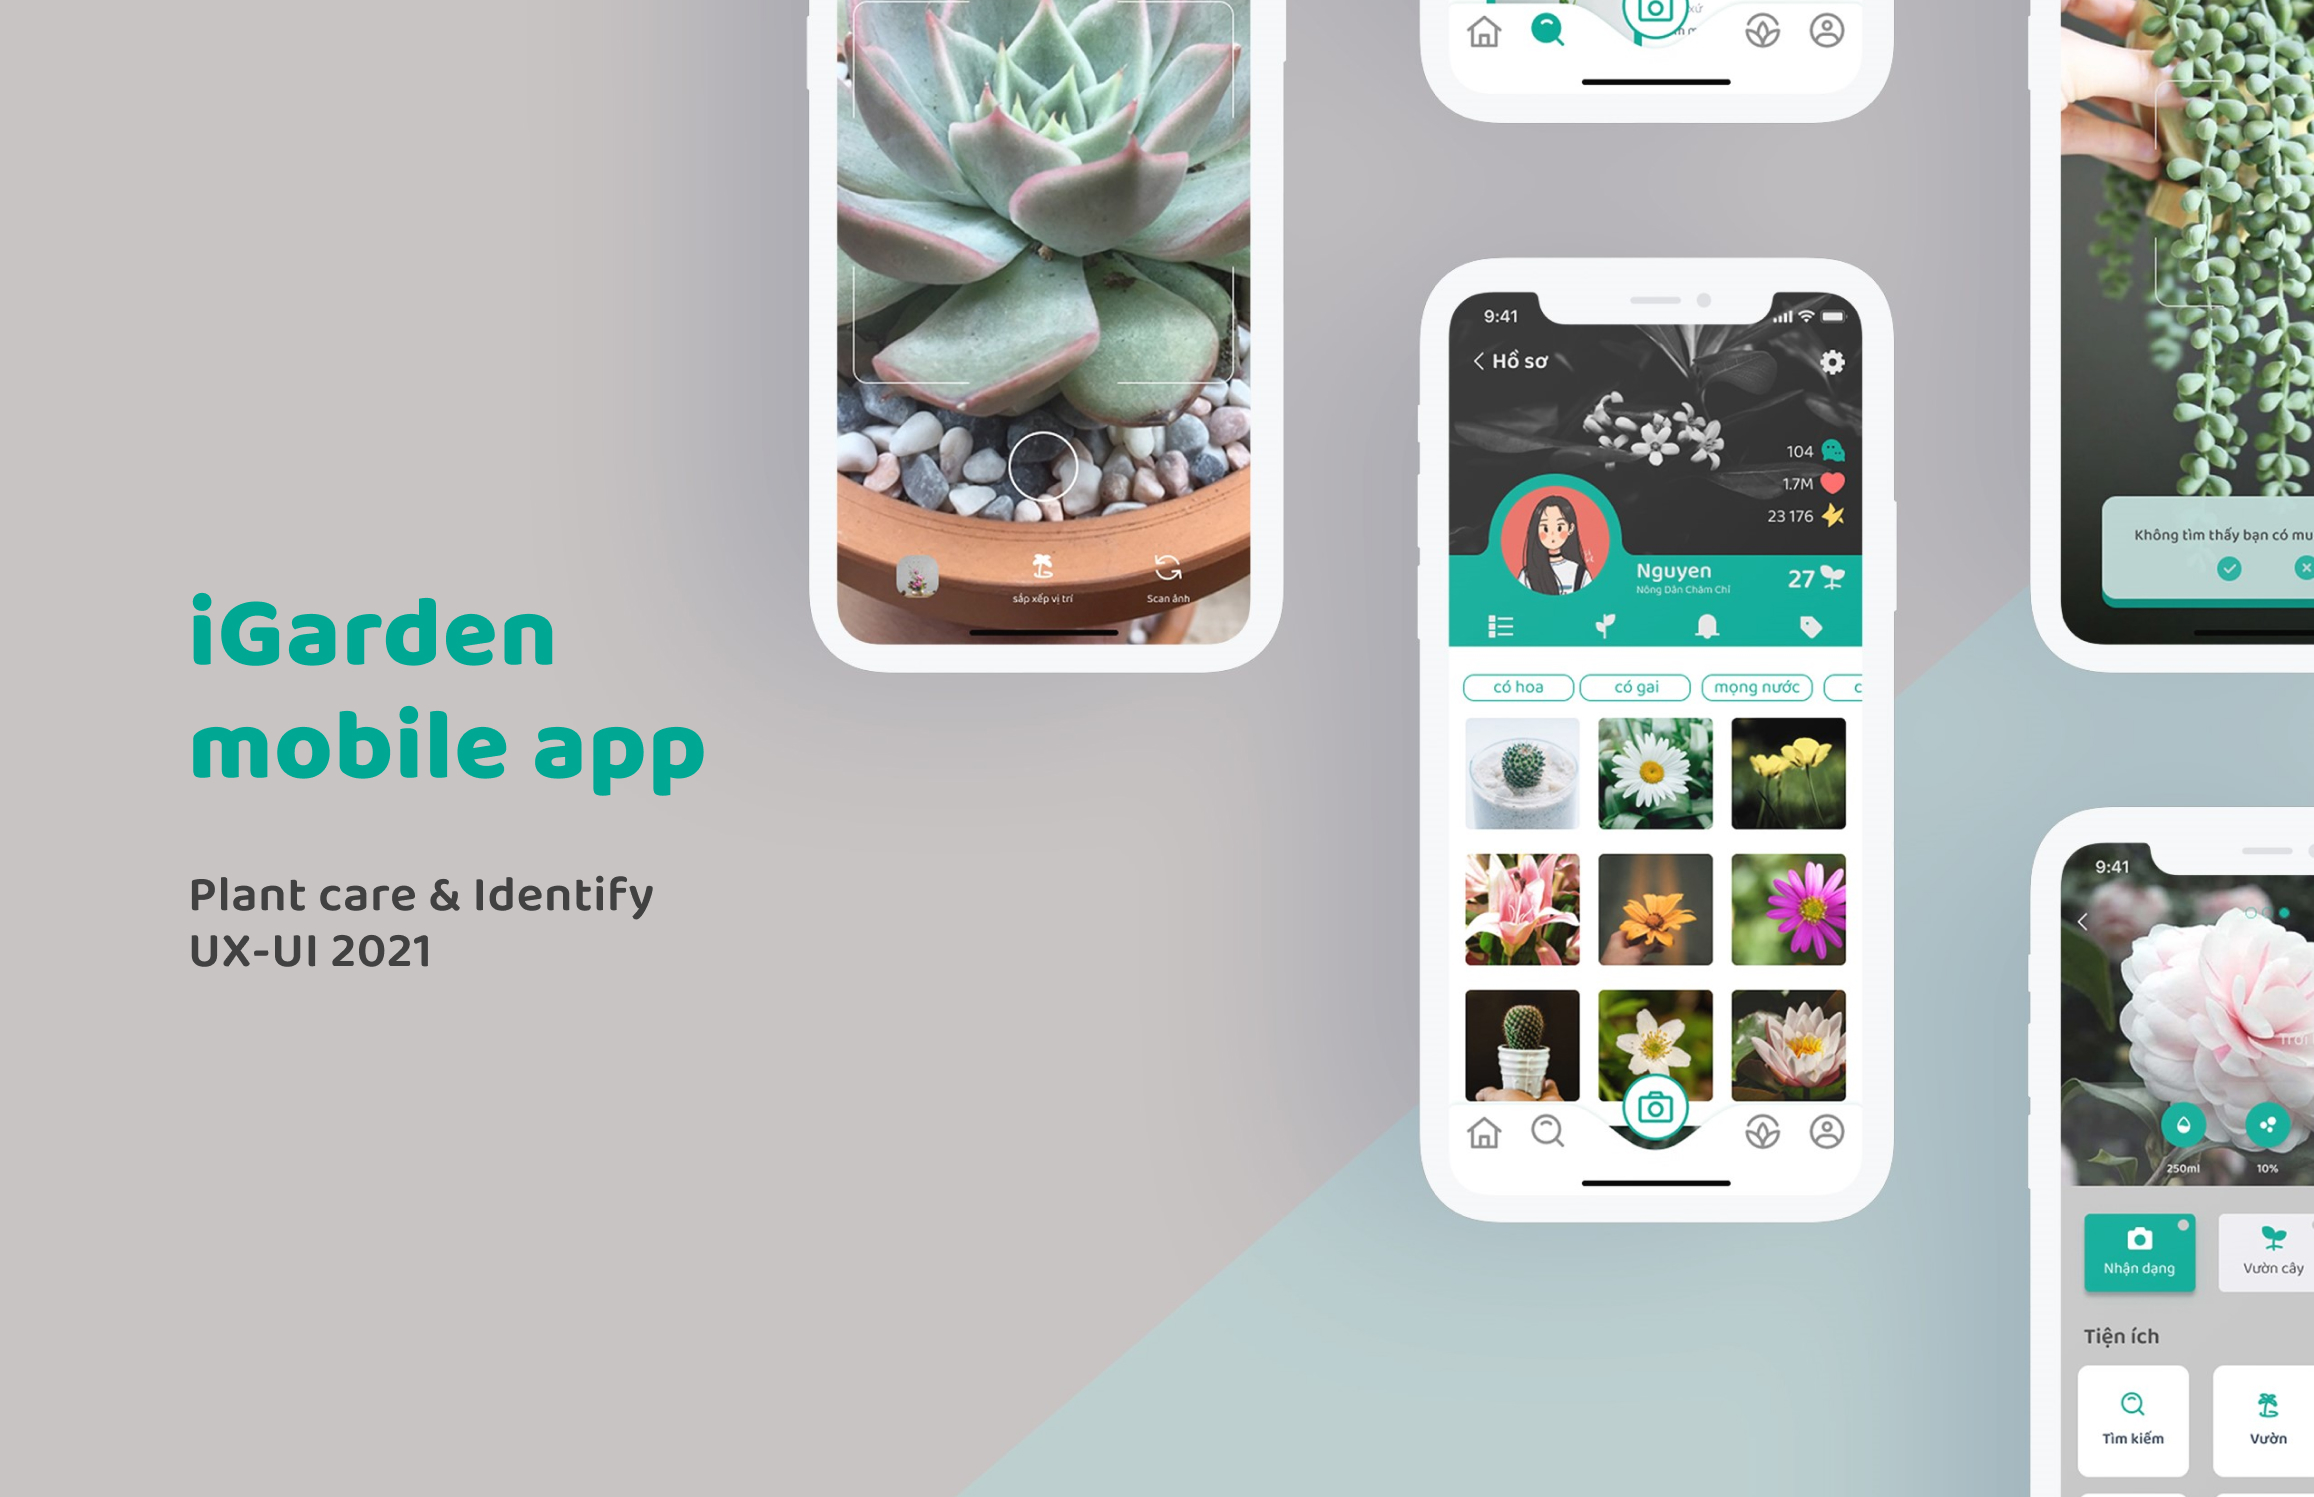 iGarden
mobile app
Plant care & Identify
UX-UI 2021
sắp xếp vị trí
Scan ảnh
xứ
9:41
Hồ sơ
104
1.7M
23 176
Nguyen
Nông Dân Chăm Chỉ
27
có hoa
có gai
mọng nước
c
Không tìm thấy bạn có mu
9:41
250ml
10%
Nhận dạng
Vườn cây
Tiện ích
Tìm kiếm
Vườn